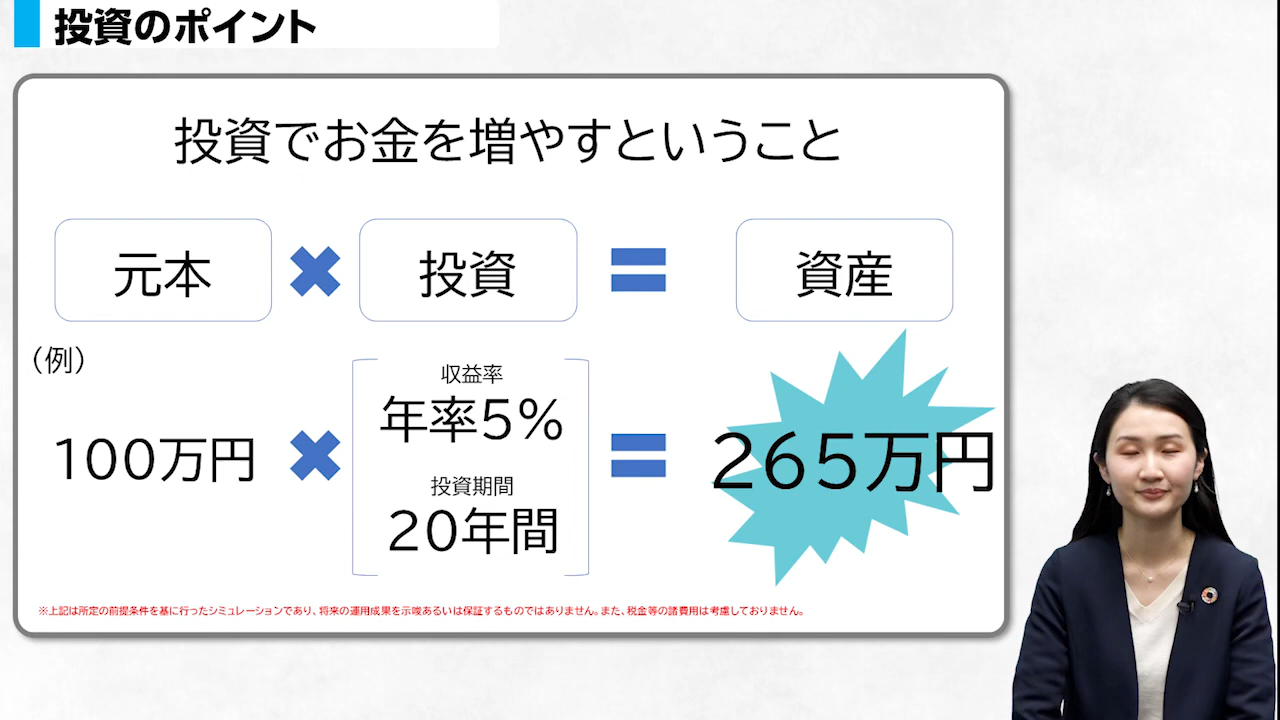 投資のポイント
投資でお金を増やすということ
元本 ✖ 投資 = 資産
（例）
収益率
年率5%
100万円 ✖ = 265万円
投資期間
20年間
※上記は所定の前提条件を基に行ったシミュレーションであり、将来の運用成果を示唆あるいは保証するものではありません。また、税金等の諸費用は考慮しておりません。